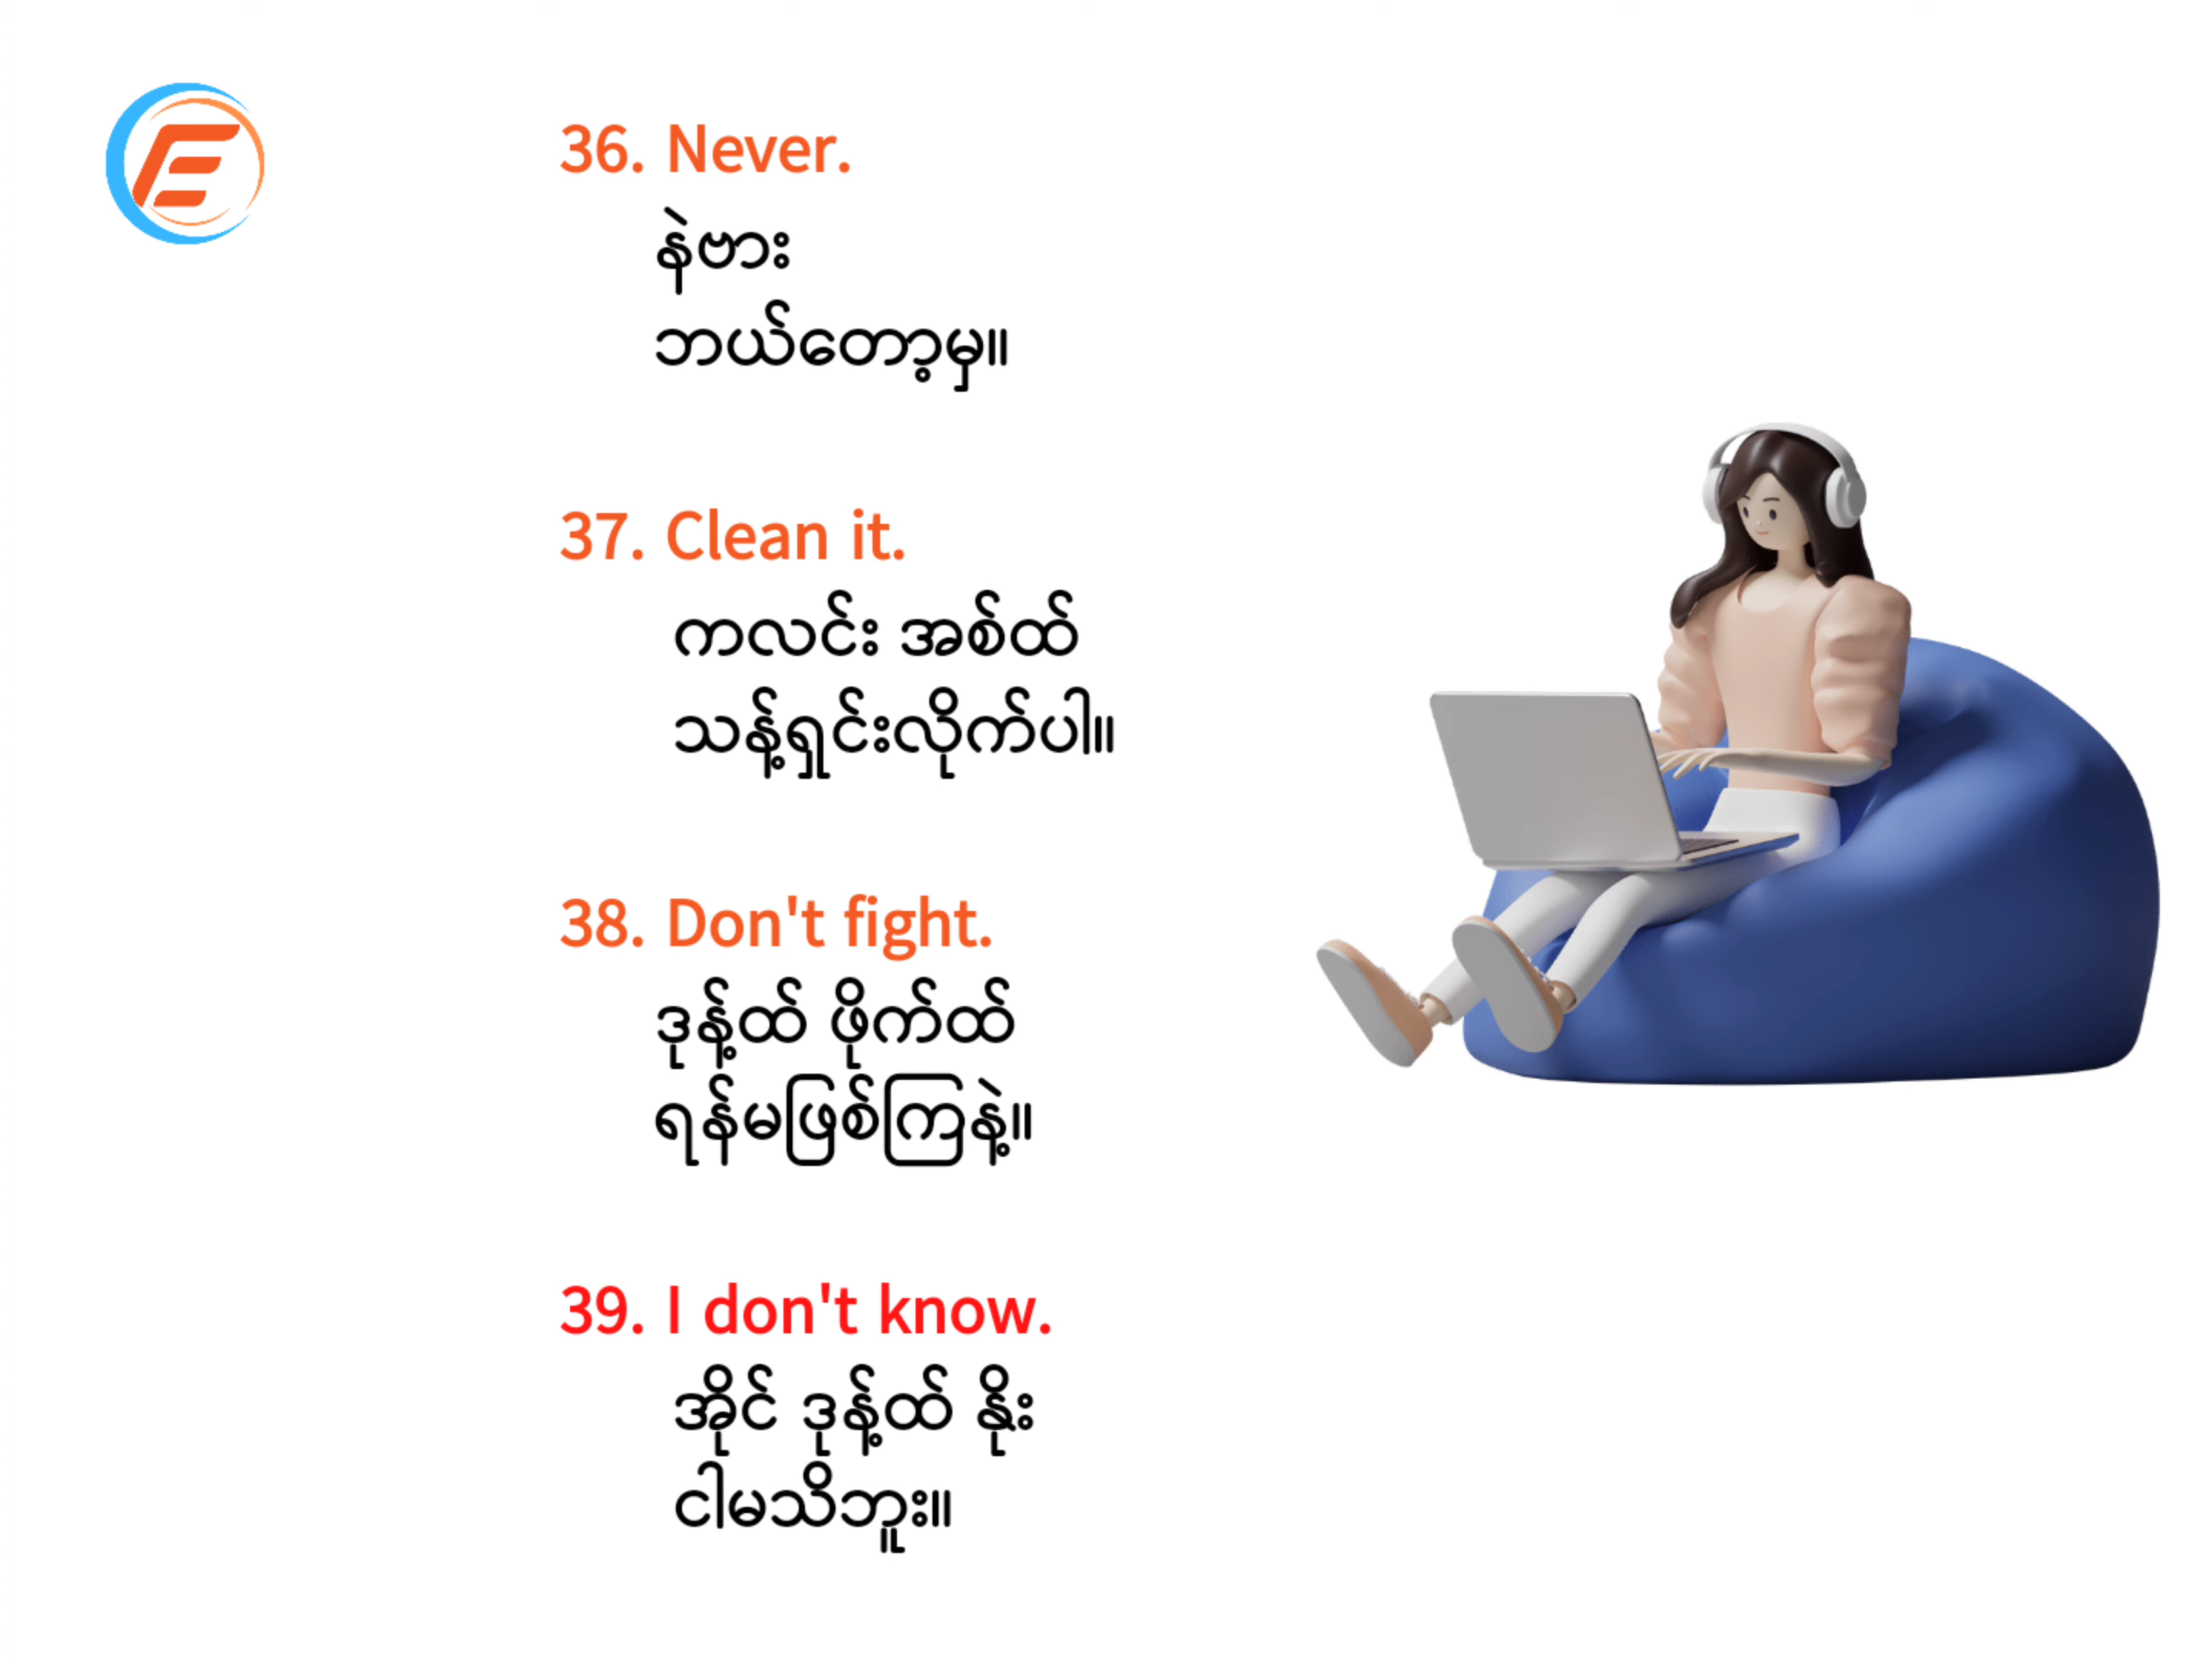 36. Never.
နဲဗား
ဘယ်တော့မှ။
37. Clean it.
ကလင်း အစ်ထ်
သန့်ရှင်းလိုက်ပါ။
38. Don't fight.
ဒုန့်ထ် ဖိုက်ထ်
ရန်မဖြစ်ကြနဲ့။
39. I don't know.
အိုင် ဒုန့်ထ် နိုး
ငါမသိဘူး။